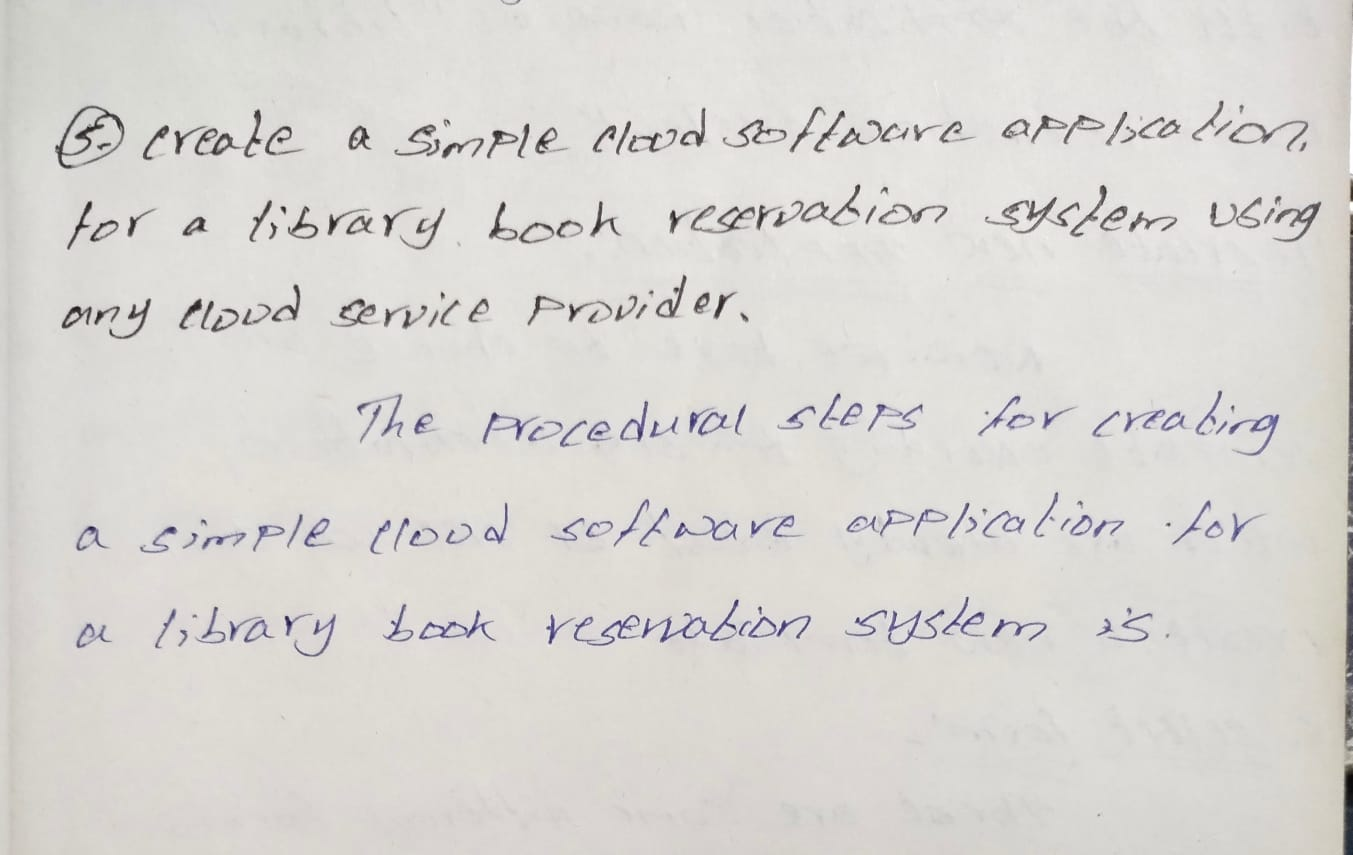 5. create a simple cloud software application,
for a library book reservation system using
any cloud service provider.
The procedural steps for creating
a simple cloud software application for
a library book reservation system is.